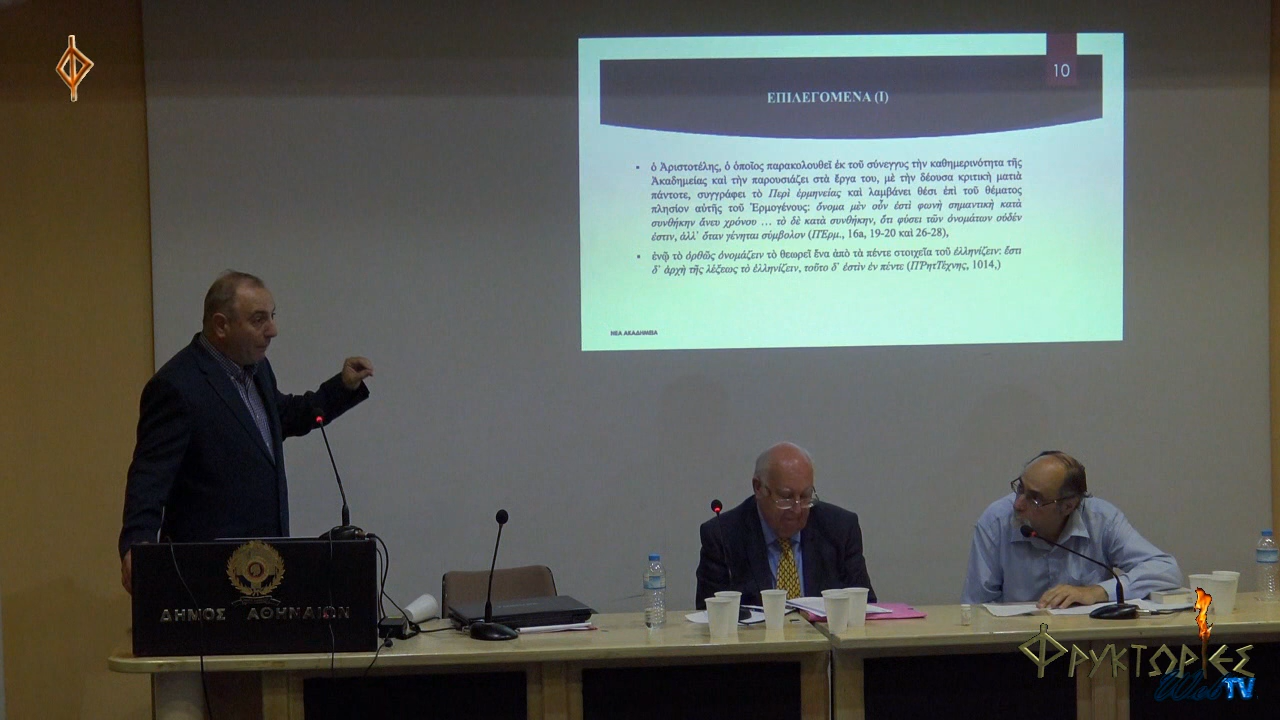 10
ΕΠΙΛΕΓΟΜΕΝΑ (Ι)
▪ ὁ Ἀριστοτέλης, ὁ ὁποῖος παρακολουθεῖ ἐκ τοῦ σύνεγγυς τὴν καθημερινότητα τῆς
Ἀκαδημείας καὶ τὴν παρουσιάζει στὰ ἔργα του, μὲ τὴν δέουσα κριτικὴ ματιὰ
πάντοτε, συγγράφει τὸ Περὶ ἑρμηνείας καὶ λαμβάνει θέσι ἐπὶ τοῦ θέματος
πλησίον αὐτῆς τοῦ Ἑρμογένους: ὄνομα μὲν οὖν ἐστὶ φωνὴ σημαντικὴ κατὰ
συνθήκην ἄνευ χρόνου ... τὸ δὲ κατὰ συνθήκην, ὅτι φύσει τῶν ὀνομάτων οὐδέν
ἐστιν, ἀλλ᾽ ὅταν γένηται σύμβολον (ΠἙρμ., 16a, 19-20 καὶ 26-28),
▪ ἐνῷ τὸ ὀρθῶς ὀνομάζειν τὸ θεωρεῖ ἕνα ἀπὸ τὰ πέντε στοιχεῖα τοῦ ἑλληνίζειν: ἔστι
δ᾽ ἀρχὴ τῆς λέξεως τὸ ἑλληνίζειν, τοῦτο δ᾽ ἐστὶν ἐν πέντε (ΠῬητΤέχνης, 1014,)
ΝΕΑ ΑΚΑΔΗΜΕΙΑ
ΔΗΜΟΣ ΑΘΗΝΑΙΩΝ
ΦΡΥΚΤΩΡΙΕΣ
Web TV